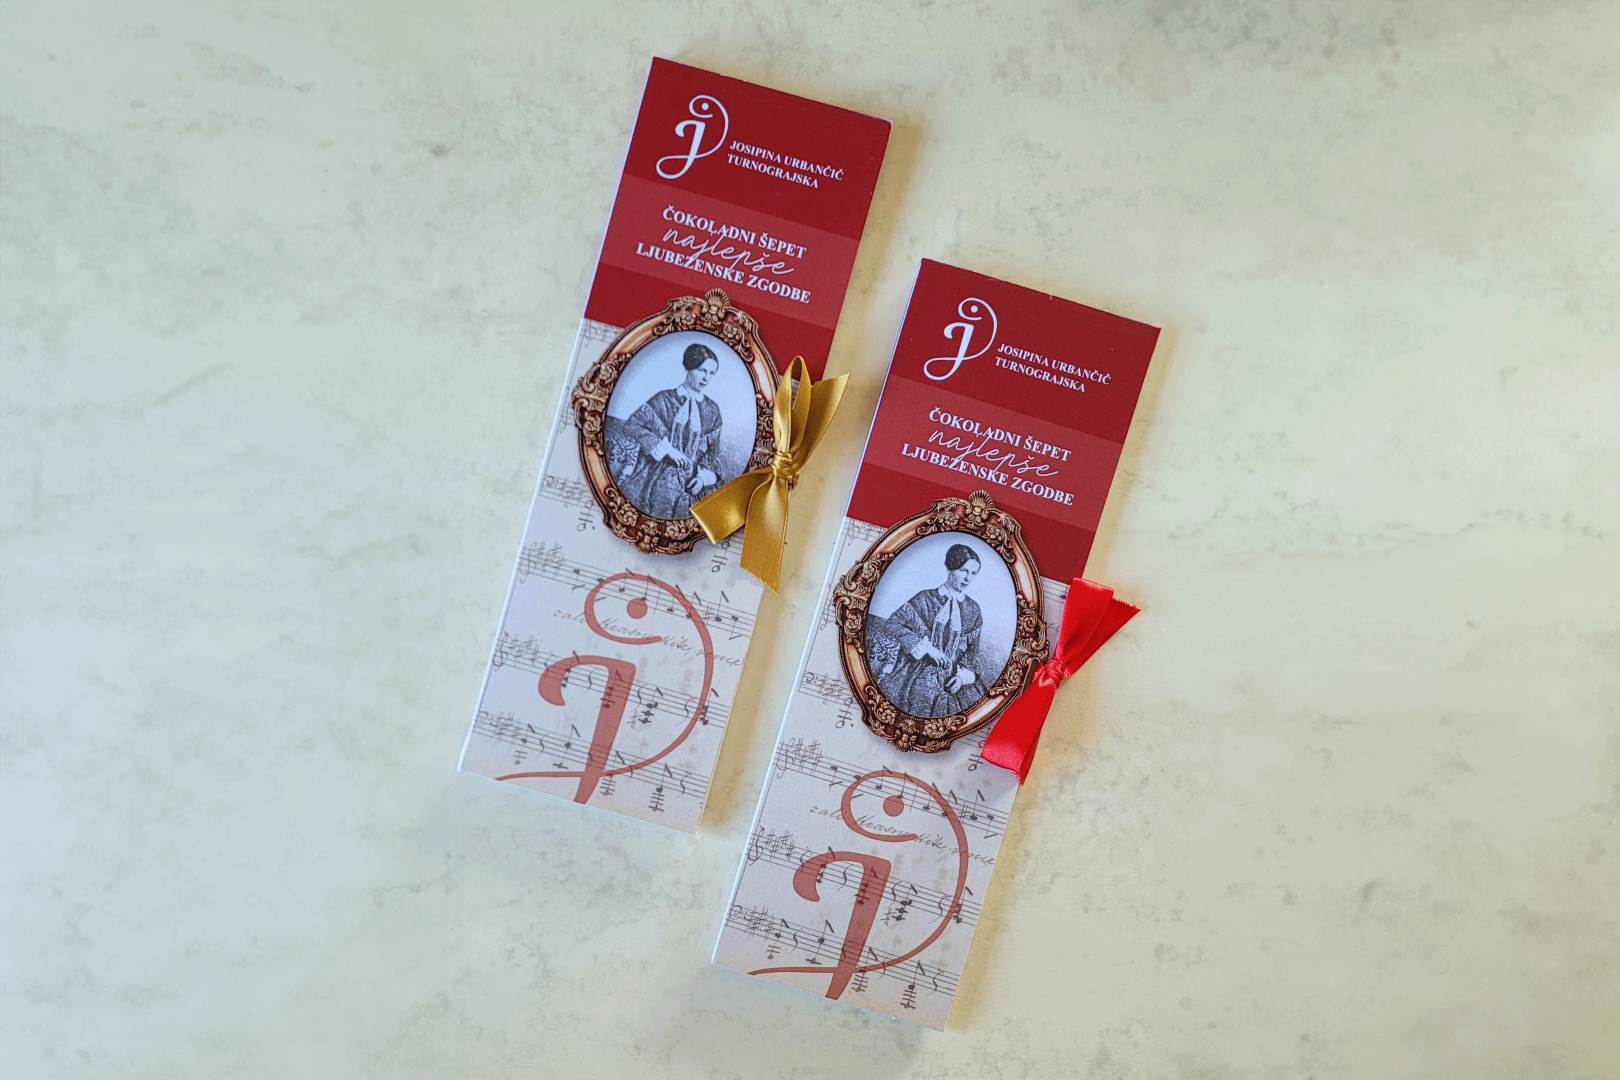 JOSIPINA URBANČIČ
TURNOGRAJSKA
ČOKOLADNI ŠEPET
najlepše
LJUBEZENSKE ZGODBE
JOSIPINA URBANČIČ
TURNOGRAJSKA
ČOKOLADNI ŠEPET
najlepše
LJUBEZENSKE ZGODBE